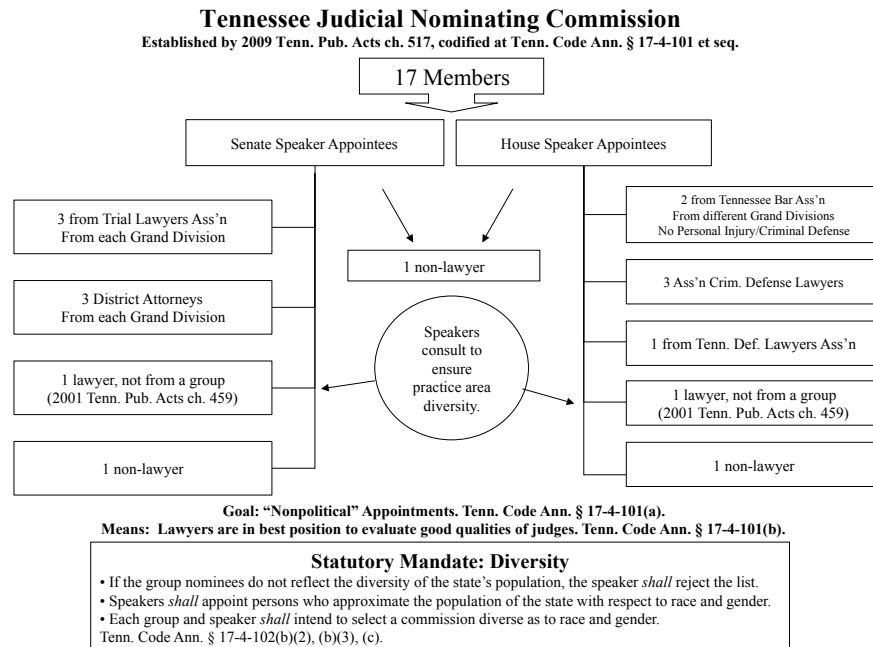 Tennessee Judicial Nominating Commission
Established by 2009 Tenn. Pub. Acts ch. 517, codified at Tenn. Code Ann. § 17-4-101 et seq.
17 Members
Senate Speaker Appointees
House Speaker Appointees
3 from Trial Lawyers Ass’n
From each Grand Division
3 District Attorneys
From each Grand Division
1 lawyer, not from a group
(2001 Tenn. Pub. Acts ch. 459)
1 non-lawyer
1 non-lawyer
Speakers
consult to
ensure
practice area
diversity.
2 from Tennessee Bar Ass’n
From different Grand Divisions
No Personal Injury/Criminal Defense
3 Ass’n Crim. Defense Lawyers
1 from Tenn. Def. Lawyers Ass’n
1 lawyer, not from a group
(2001 Tenn. Pub. Acts ch. 459)
1 non-lawyer
Goal: “Nonpolitical” Appointments. Tenn. Code Ann. § 17-4-101(a).
Means:  Lawyers are in best position to evaluate good qualities of judges. Tenn. Code Ann. § 17-4-101(b).
Statutory Mandate: Diversity
• If the group nominees do not reflect the diversity of the state’s population, the speaker shall reject the list.
• Speakers shall appoint persons who approximate the population of the state with respect to race and gender.
• Each group and speaker shall intend to select a commission diverse as to race and gender.
Tenn. Code Ann. § 17-4-102(b)(2), (b)(3), (c).